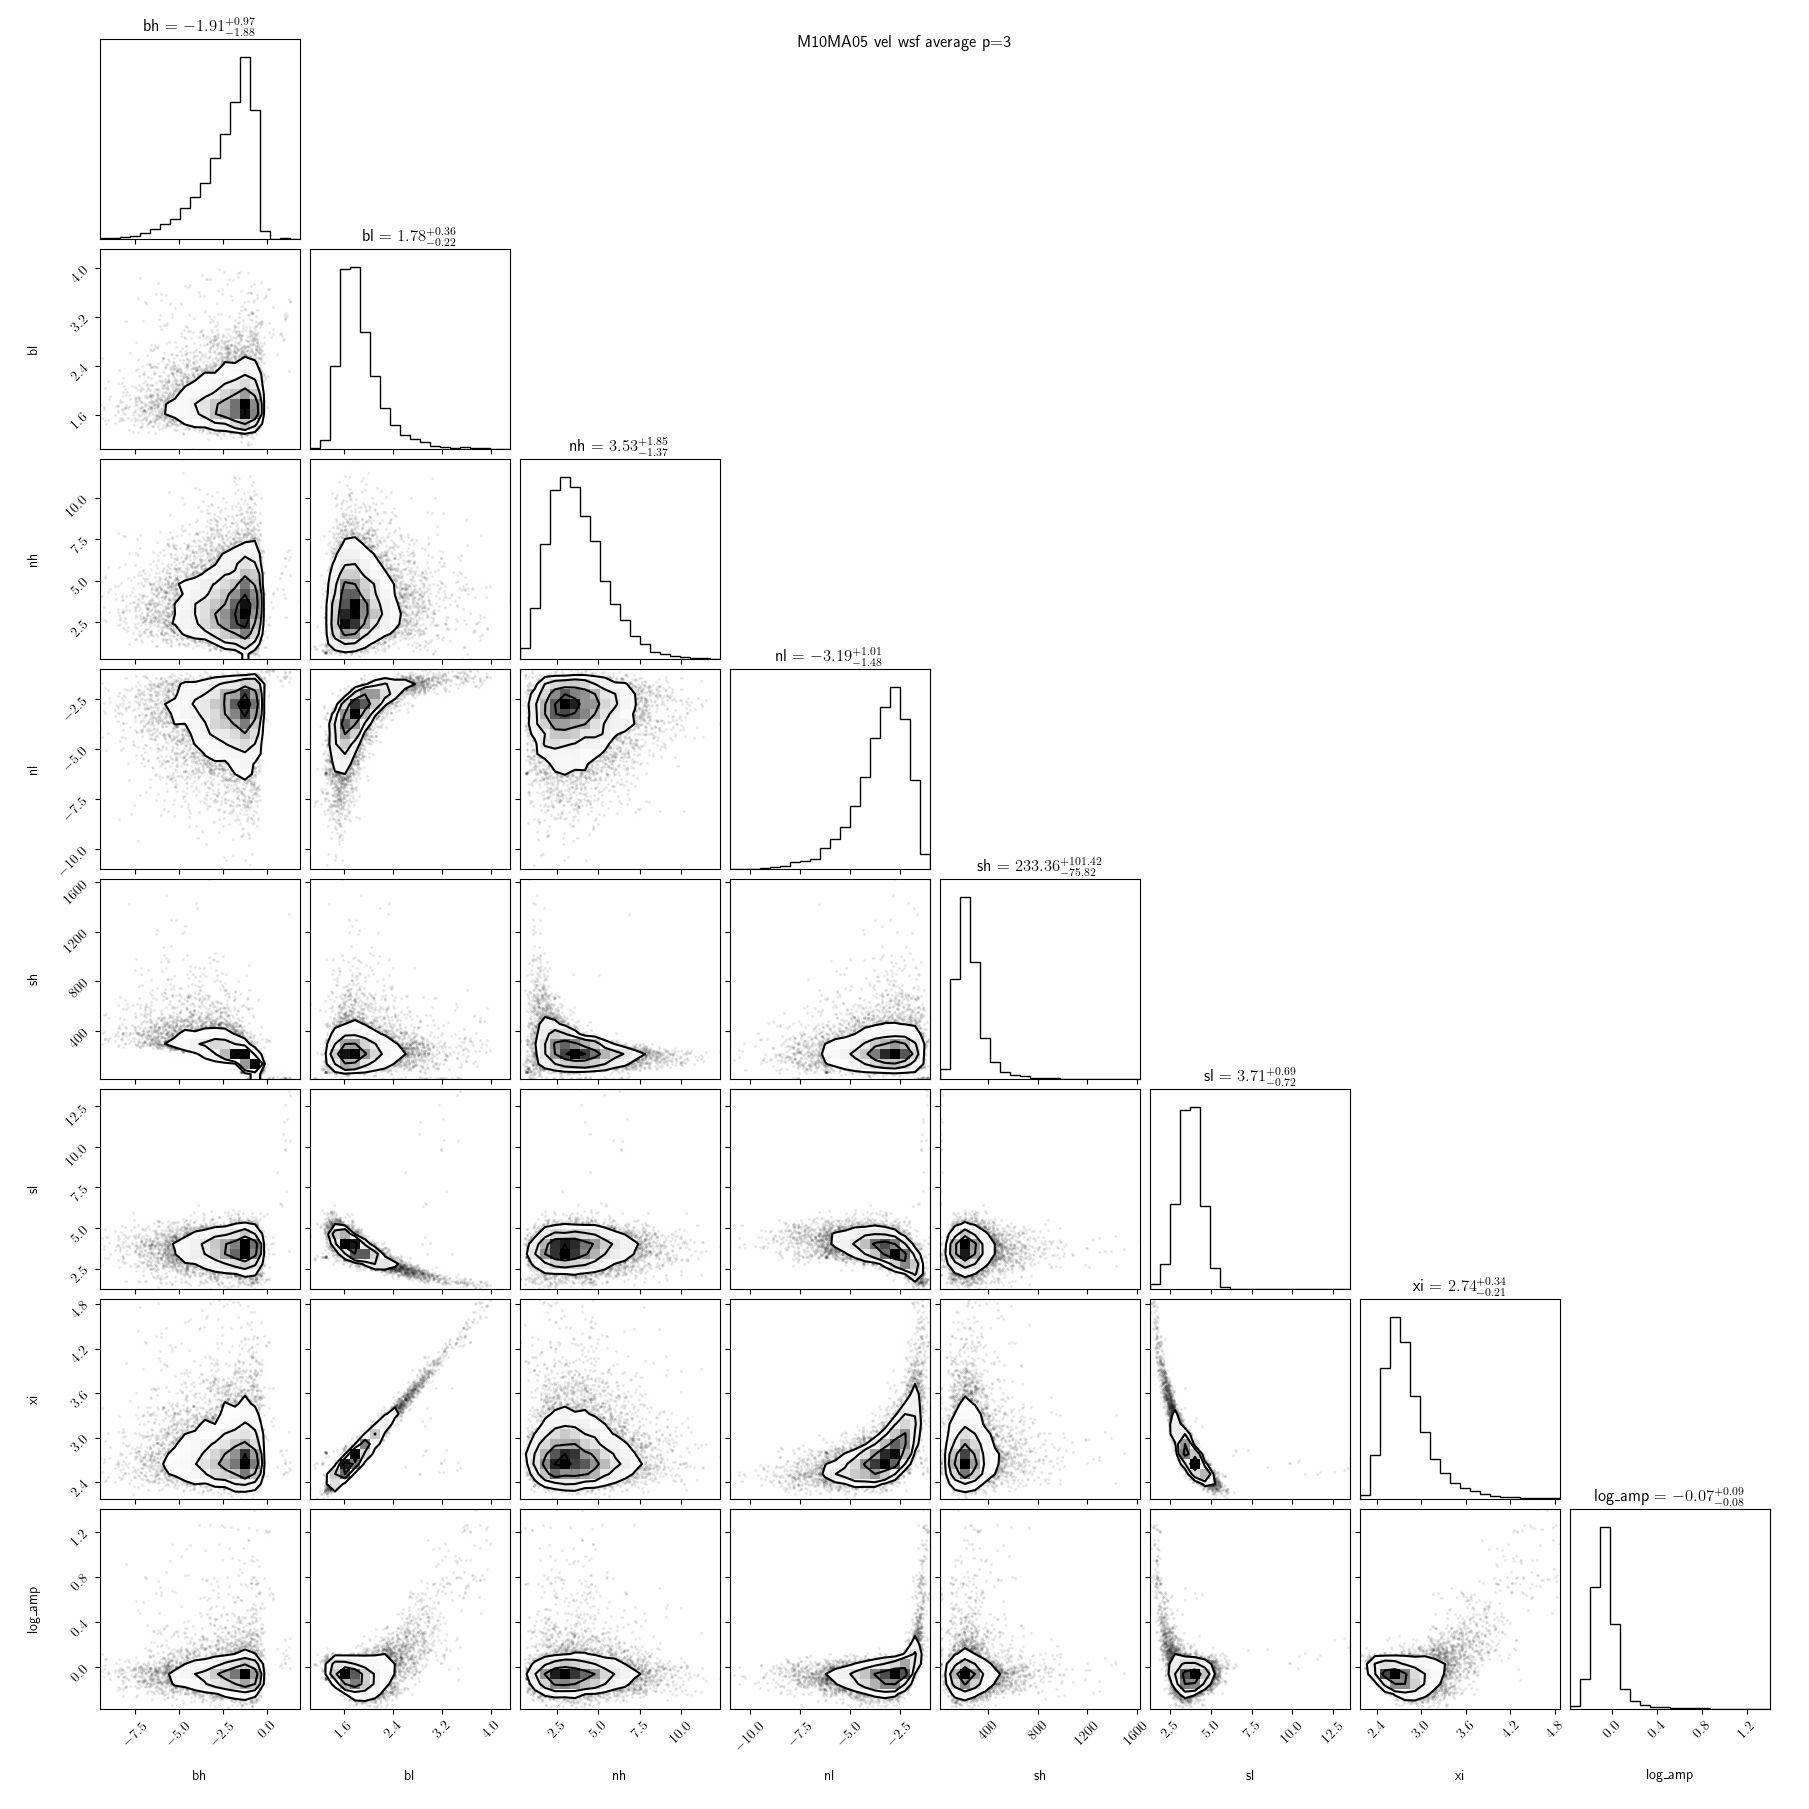 bh = −1.91 +0.97 −1.88
M10MA05 vel wsf average p=3
bl = 1.78 +0.36 −0.22
4.0
3.2
2.4
1.6
bl
nh = 3.53 +1.85 −1.37
10.0
7.5
5.0
2.5
nh
nl = −3.19 +1.01 −1.48
−2.5
−5.0
−7.5
−10.0
nl
sh = 233.36 +101.42 −75.82
1600
1200
800
400
sh
sl = 3.71 +0.69 −0.72
12.5
10.0
7.5
5.0
2.5
sl
xi = 2.74 +0.34 −0.21
4.8
4.2
3.6
3.0
2.4
xi
log_amp = −0.07 +0.09 −0.08
1.2
0.8
0.4
0.0
log_amp
−7.5 −5.0 −2.5 0.0 1.6 2.4 3.2 4.0 2.5 5.0 7.5 10.0 −10.0 −7.5 −5.0 −2.5 400 800 1200 1600 2.5 5.0 7.5 10.0 12.5 2.4 3.0 3.6 4.2 4.8 0.0 0.4 0.8 1.2
bh bl nh nl sh sl xi log_amp